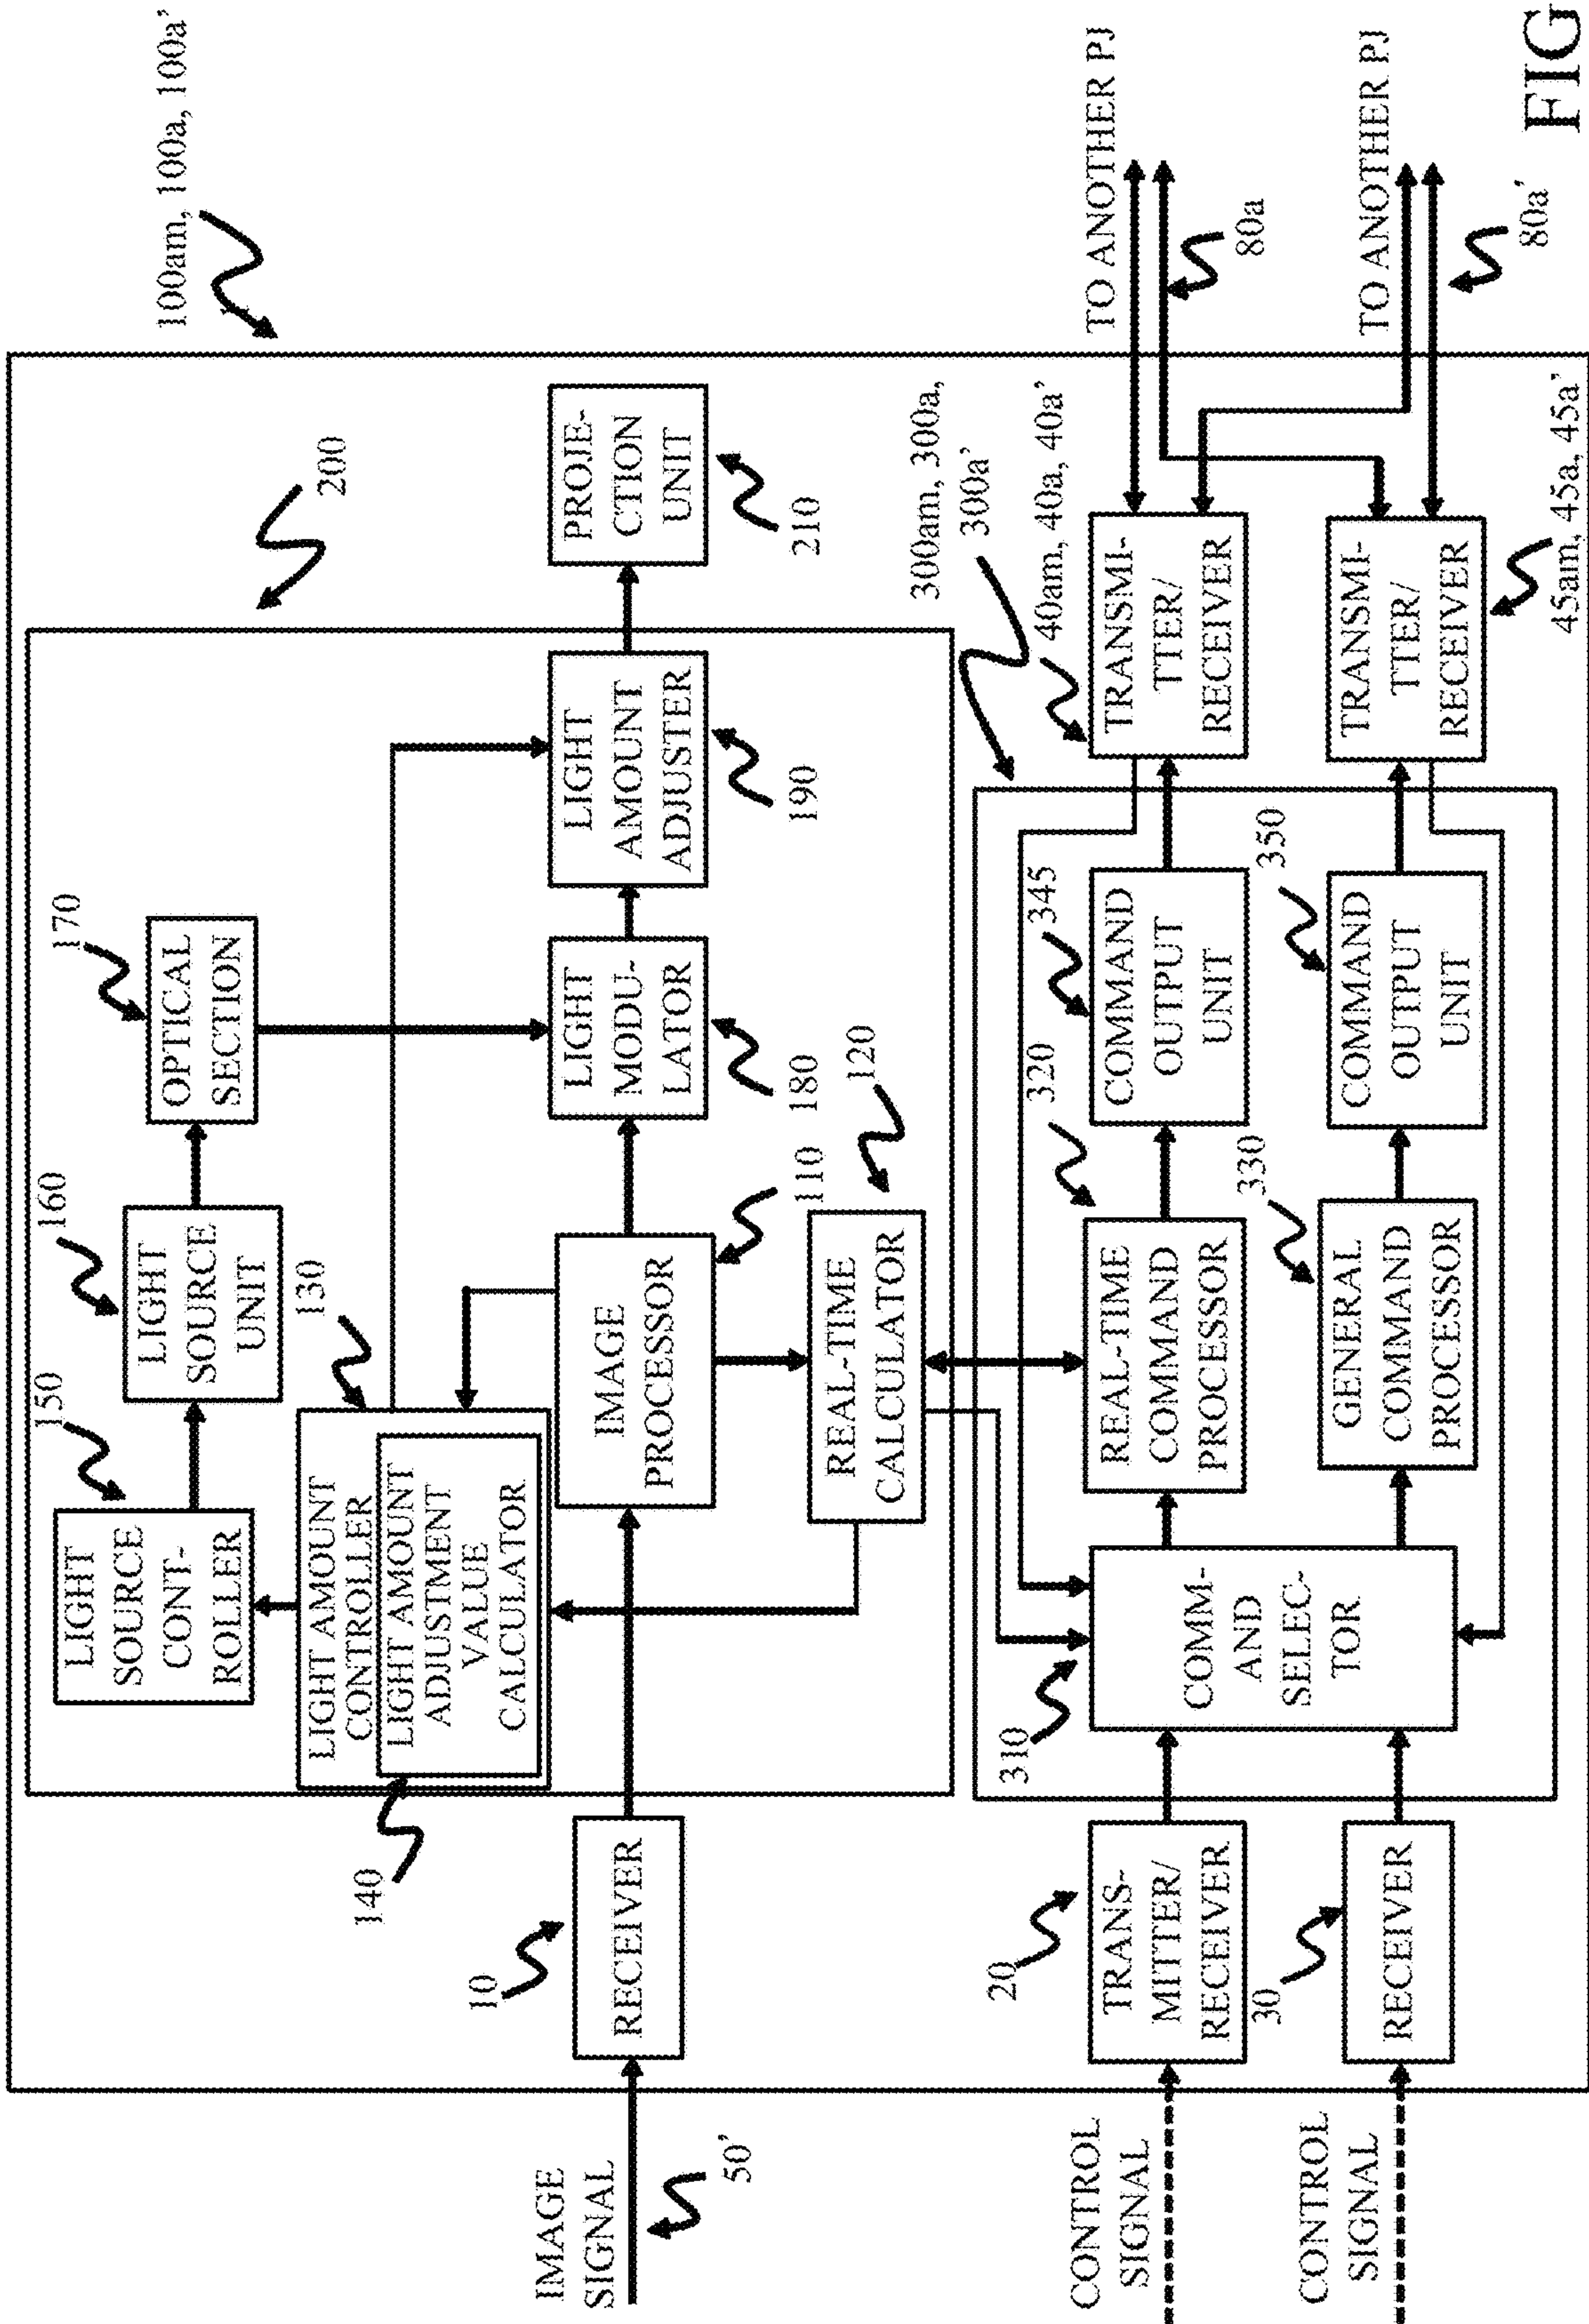 100am, 100a, 100a'
200
170
160
150
LIGHT
SOURCE
CONT-
ROLLER
LIGHT
SOURCE
UNIT
OPTICAL
SECTION
130
LIGHT AMOUNT
CONTROLLER
LIGHT AMOUNT
ADJUSTMENT
VALUE
CALCULATOR
140
IMAGE
SIGNAL
50'
10
RECEIVER
IMAGE
PROCESSOR
110
LIGHT
MODU-
LATOR
180
LIGHT
AMOUNT
ADJUSTER
190
PROJE-
CTION
UNIT
210
REAL-TIME
CALCULATOR
120
300am, 300a,
300a'
40am, 40a, 40a'
CONTROL
SIGNAL
20
TRANS-
MITTER/
RECEIVER
310
COMM-
AND
SELEC-
TOR
REAL-TIME
COMMAND
PROCESSOR
320
COMMAND
OUTPUT
UNIT
345
TRANSMI-
TTER/
RECEIVER
TO ANOTHER PJ
80a
CONTROL
SIGNAL
30
RECEIVER
GENERAL
COMMAND
PROCESSOR
330
COMMAND
OUTPUT
UNIT
350
TRANSMI-
TTER/
RECEIVER
45am, 45a, 45a'
TO ANOTHER PJ
80a'
FIG